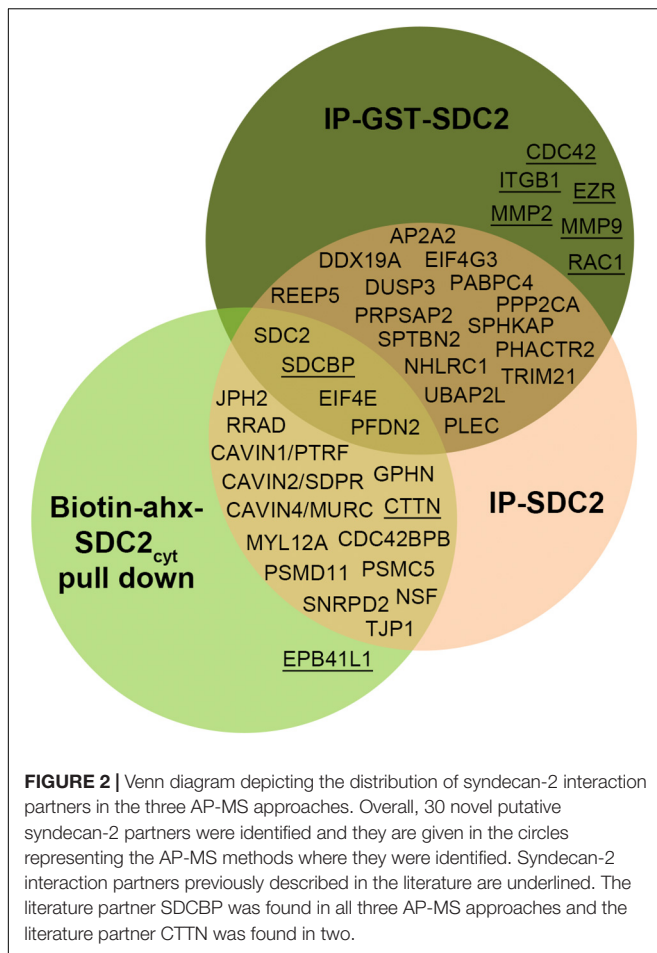 IP-GST-SDC2
CDC42
ITGB1
EZR
MMP2
MMP9
RAC1
AP2A2
DDX19A
EIF4G3
REEP5
DUSP3
PABPC4
PPP2CA
PRPSAP2
SPHKAP
SDC2
SPTBN2
PHACTR2
SDCBP
NHLRC1
TRIM21
JPH2
EIF4E
UBAP2L
RRAD
PFDN2
PLEC
CAVIN1/PTRF
CAVIN2/SDPR
GPHN
CAVIN4/MURC
CTTN
MYL12A
CDC42BPB
PSMD11
PSMC5
SNRPD2
NSF
TJP1
EPB41L1
Biotin-ahx-
SDC2cyt
pull down
IP-SDC2
FIGURE 2 | Venn diagram depicting the distribution of syndecan-2 interaction
partners in the three AP-MS approaches. Overall, 30 novel putative
syndecan-2 partners were identified and they are given in the circles
representing the AP-MS methods where they were identified. Syndecan-2
interaction partners previously described in the literature are underlined. The
literature partner SDCBP was found in all three AP-MS approaches and the
literature partner CTTN was found in two.